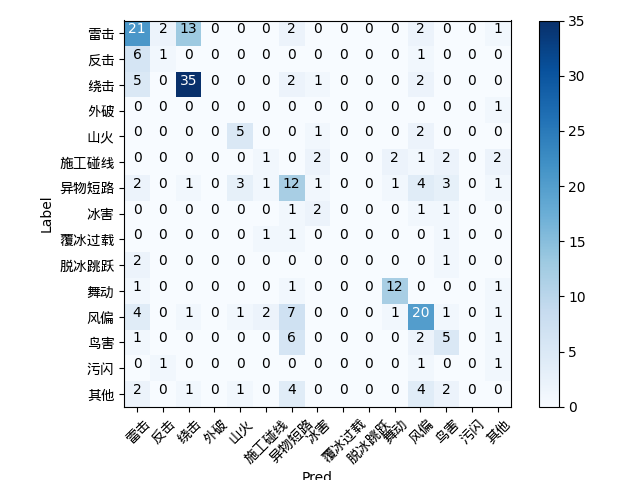 雷击 21 2 13 0 0 0 2 0 0 0 0 2 0 0 1
反击 6 1 0 0 0 0 0 0 0 0 0 1 0 0 0
绕击 5 0 35 0 0 0 2 1 0 0 0 2 0 0 0
外破 0 0 0 0 0 0 0 0 0 0 0 0 0 0 1
山火 0 0 0 0 5 0 0 1 0 0 0 2 0 0 0
施工碰线 0 0 0 0 0 1 0 2 0 0 2 1 2 0 2
异物短路 2 0 1 0 3 1 12 1 0 0 1 4 3 0 1
冰害 0 0 0 0 0 0 1 2 0 0 0 1 1 0 0
覆冰过载 0 0 0 0 0 1 1 0 0 0 0 0 1 0 0
脱冰跳跃 2 0 0 0 0 0 0 0 0 0 0 0 1 0 0
舞动 1 0 0 0 0 0 1 0 0 0 12 0 0 0 1
风偏 4 0 1 0 1 2 7 0 0 0 1 20 1 0 1
鸟害 1 0 0 0 0 0 6 0 0 0 0 2 5 0 1
污闪 0 1 0 0 0 0 0 0 0 0 0 1 0 0 1
其他 2 0 1 0 1 0 4 0 0 0 0 4 2 0 0
雷击 反击 绕击 外破 山火 施工碰线 异物短路 冰害 覆冰过载 脱冰跳跃 舞动 风偏 鸟害 污闪 其他
Label
Pred
35
30
25
20
15
10
5
0